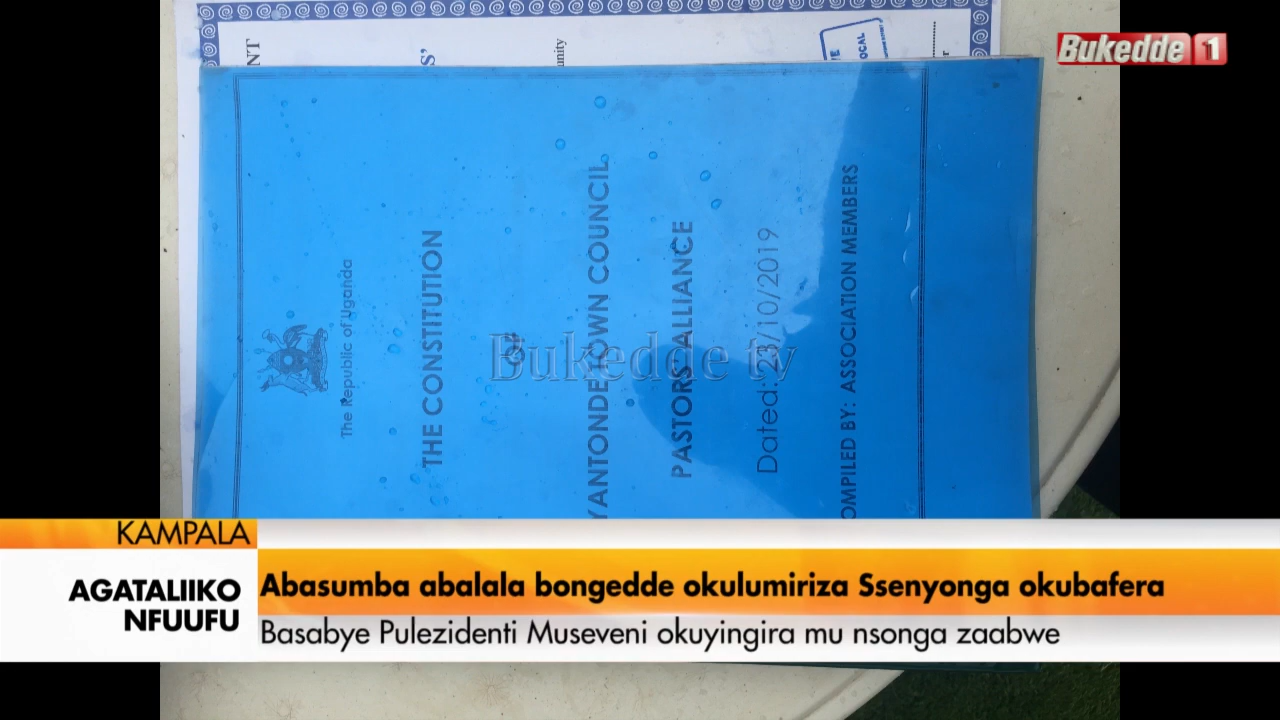 Bukedde 1
The Republic of Uganda
THE CONSTITUTION
OF
YANTONDE TOWN COUNCIL
PASTORS ALLIANCE
Dated: 23/10/2019
OMPILED BY: ASSOCIATION MEMBERS
Bukedde tv
KAMPALA
AGATALIIKO
NFUUFU
Abasumba abalala bongedde okulumiriza Ssenyonga okubafera
Basabye Pulezidenti Museveni okuyingira mu nsonga zaabwe